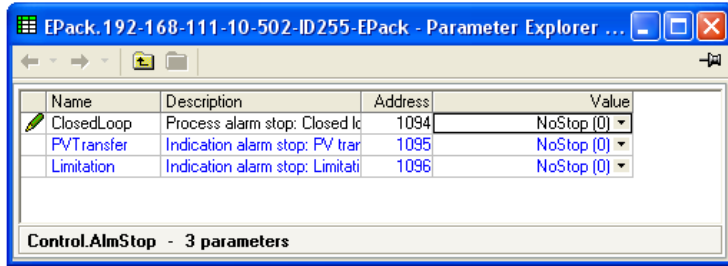 EPack.192-168-111-10-502-ID255-EPack - Parameter Explorer ...
Name Description Address Value
ClosedLoop Process alarm stop: Closed lo 1094 NoStop (0)
PVTransfer Indication alarm stop: PV tran 1095 NoStop (0)
Limitation Indication alarm stop: Limitati 1096 NoStop (0)
Control.AlmStop - 3 parameters